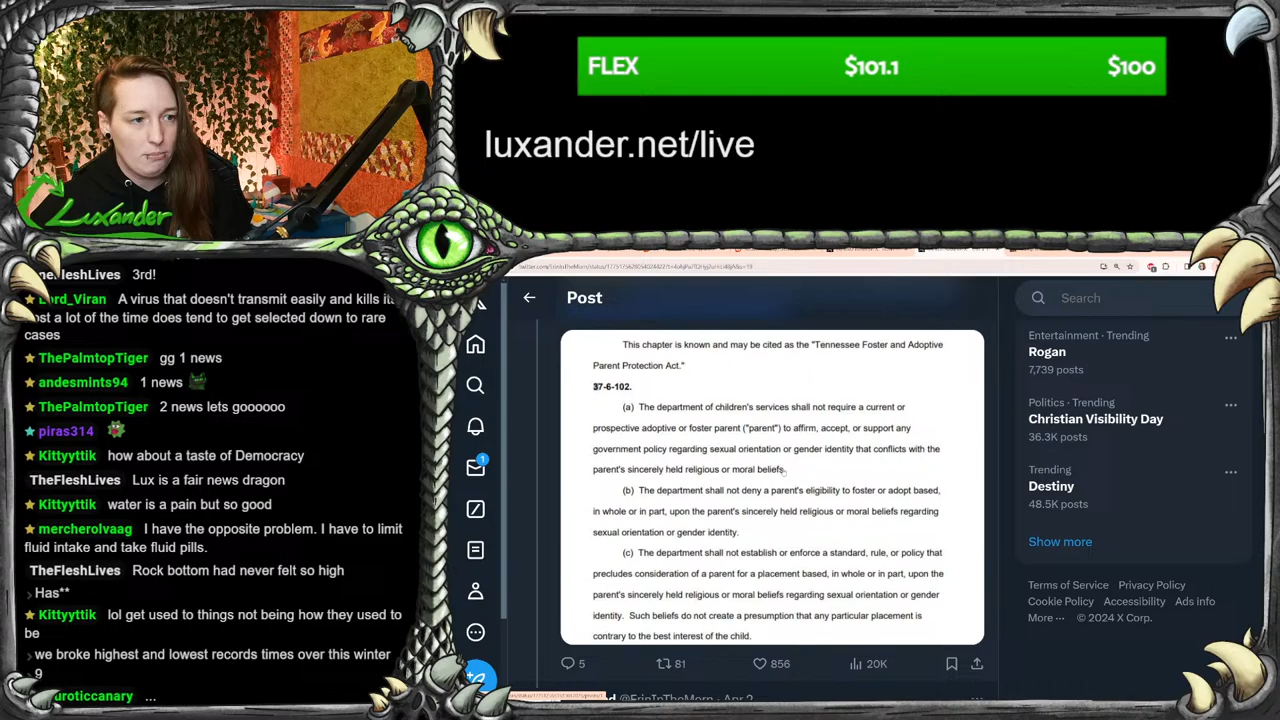 FLEX $101.1 $100
luxander.net/live
Luxander
3rd!
Lord_Viran A virus that doesn't transmit easily and kills
a lot of the time does tend to get selected down to rare
cases
ThePalmtopTiger gg 1 news
andesmints94 1 news
ThePalmtopTiger 2 news lets gooooo
piras314
Kittyyttik how about a taste of Democracy
TheFleshLives Lux is a fair news dragon
Kittyyttik water is a pain but so good
mercherolvaag I have the opposite problem. I have to limit
fluid intake and take fluid pills.
TheFleshLives Rock bottom had never felt so high
Has**
Kittyyttik lol get used to things not being how they used to
be
we broke highest and lowest records times over this winter
9
...
Post
1
This chapter is known and may be cited as the "Tennessee Foster and Adoptive
Parent Protection Act."
37-6-102.
(a) The department of children's services shall not require a current or
prospective adoptive or foster parent ("parent") to affirm, accept, or support any
government policy regarding sexual orientation or gender identity that conflicts with the
parent's sincerely held religious or moral beliefs.
(b) The department shall not deny a parent's eligibility to foster or adopt based,
in whole or in part, upon the parent's sincerely held religious or moral beliefs regarding
sexual orientation or gender identity.
(c) The department shall not establish or enforce a standard, rule, or policy that
precludes consideration of a parent for a placement based, in whole or in part, upon the
parent's sincerely held religious or moral beliefs regarding sexual orientation or gender
identity. Such beliefs do not create a presumption that any particular placement is
contrary to the best interest of the child.
5 81 856 20K
@ErinInTheMorn · Apr 2
Search
Entertainment · Trending
Rogan
7,739 posts
Politics · Trending
Christian Visibility Day
36.3K posts
Trending
Destiny
48.5K posts
Show more
Terms of Service Privacy Policy
Cookie Policy Accessibility Ads info
More ··· © 2024 X Corp.